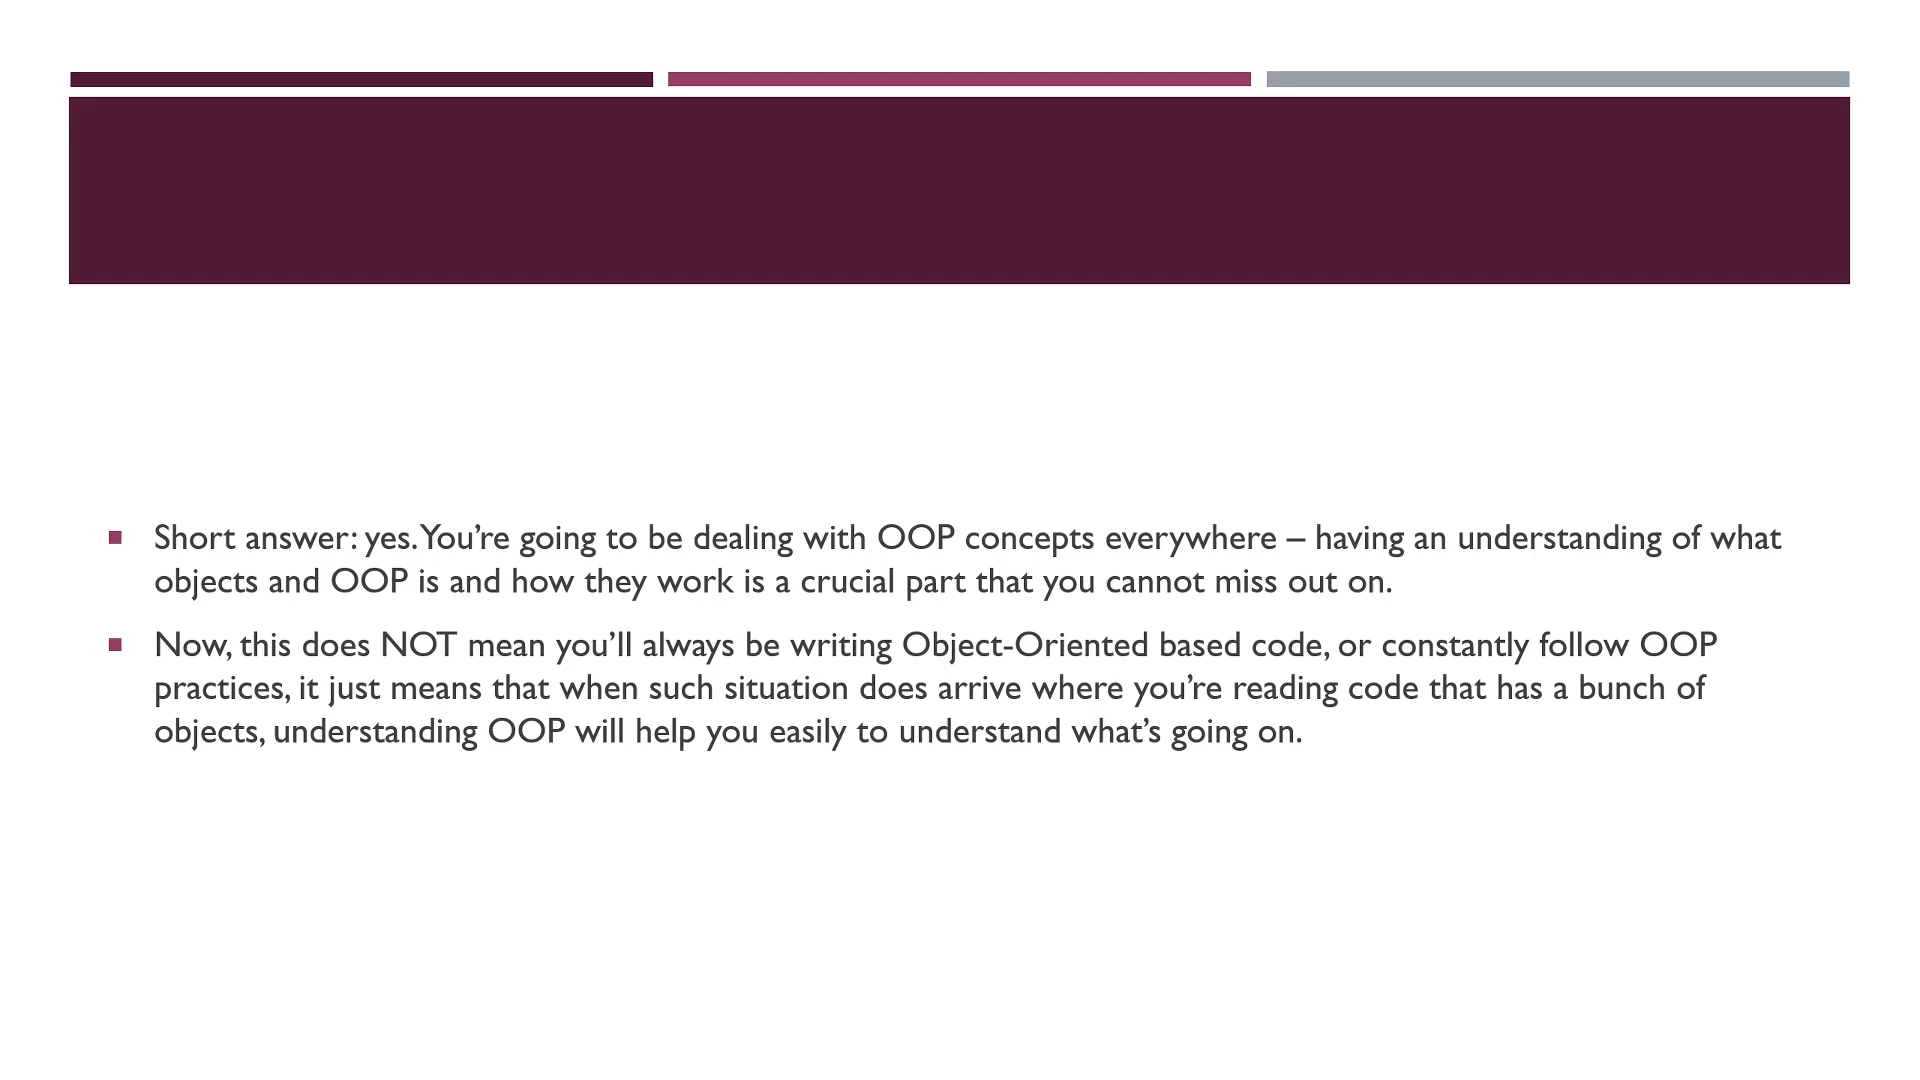 Short answer: yes. You’re going to be dealing with OOP concepts everywhere – having an understanding of what
objects and OOP is and how they work is a crucial part that you cannot miss out on.
Now, this does NOT mean you’ll always be writing Object-Oriented based code, or constantly follow OOP
practices, it just means that when such situation does arrive where you’re reading code that has a bunch of
objects, understanding OOP will help you easily to understand what’s going on.